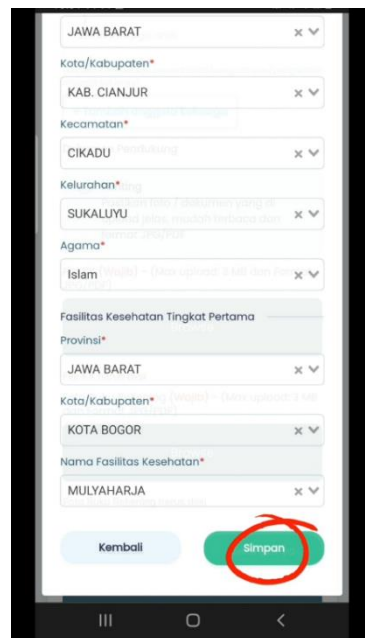 JAWA BARAT
Kota/Kabupaten*
KAB. CIANJUR
Kecamatan*
CIKADU
Kelurahan*
SUKALUYU
Agama*
Islam
Fasilitas Kesehatan Tingkat Pertama
Provinsi*
JAWA BARAT
Kota/Kabupaten*
KOTA BOGOR
Nama Fasilitas Kesehatan*
MULYAHARJA
Kembali Simpan